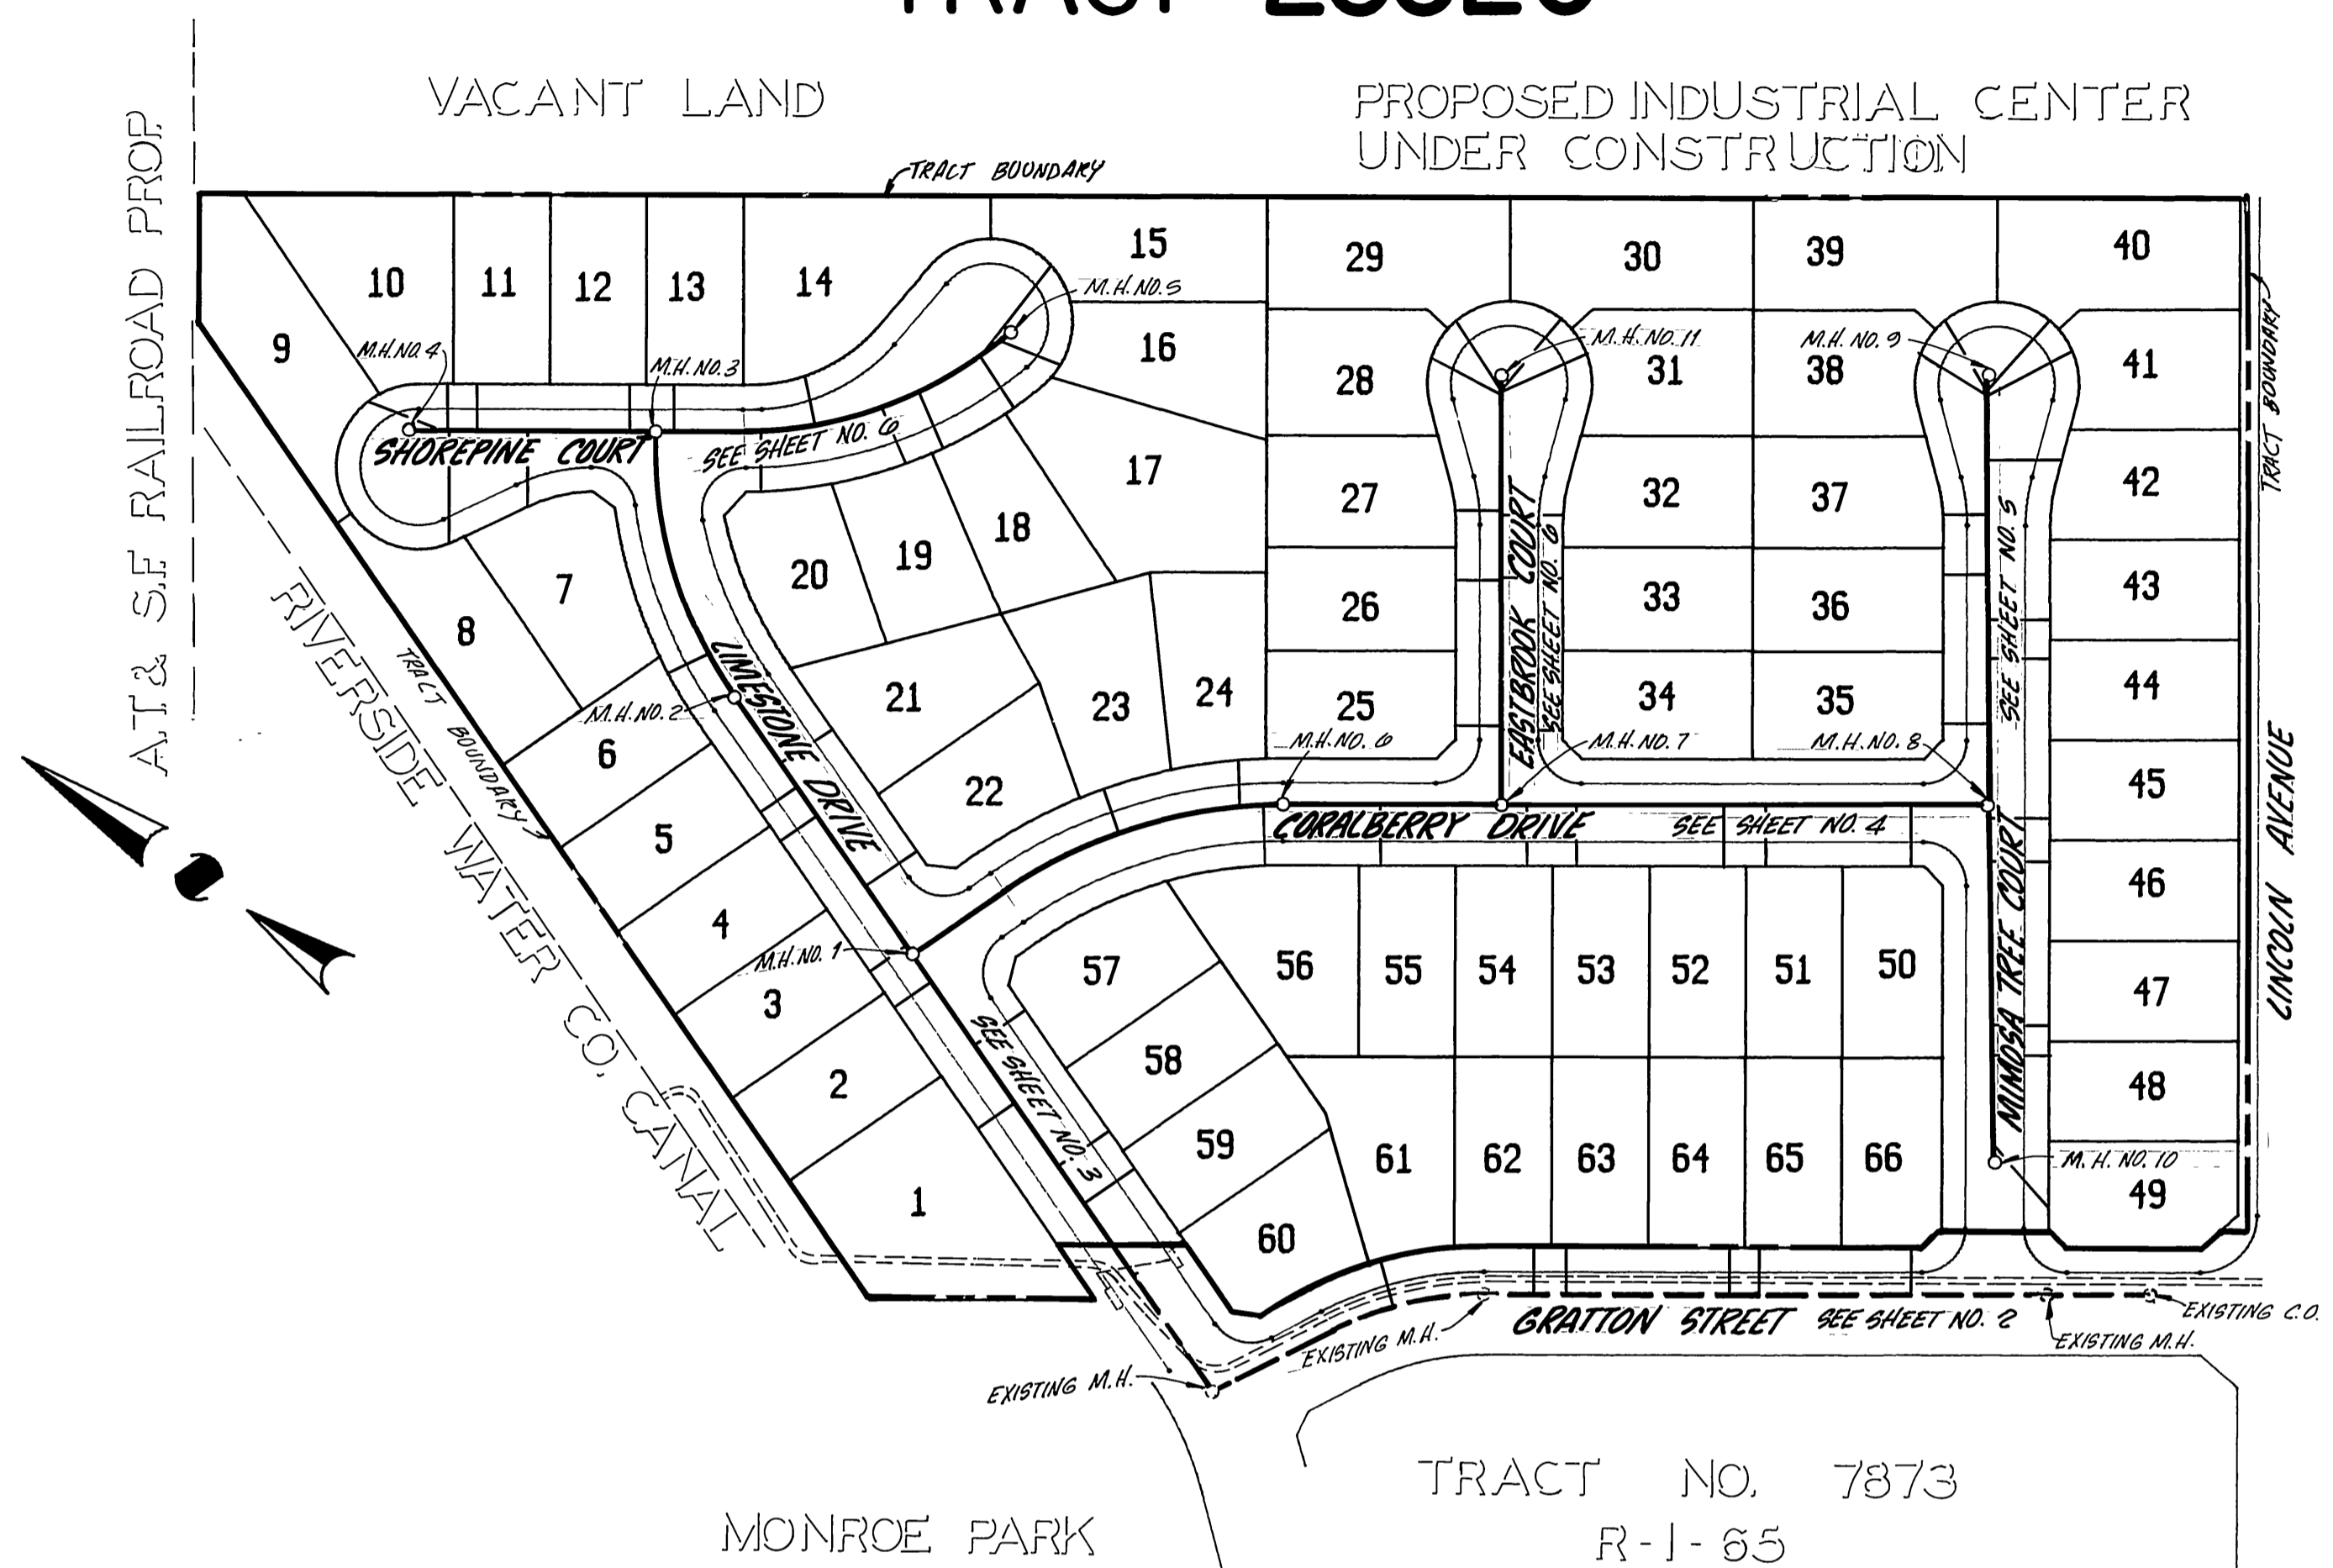 TRACT
VACANT LAND
PROPOSED INDUSTRIAL CENTER
UNDER CONSTRUCTION
TRACT BOUNDARY
A.T. & S.F. RAILROAD PROP.
15
29
30
39
40
10
11
12
13
14
M.H. NO. 5
9
M.H. NO. 4
M.H. NO. 3
16
28
M.H. NO. 11
31
M.H. NO. 9
38
41
TRACT BOUNDARY
SHOREPINE COURT
SEE SHEET NO. 6
17
27
32
37
42
18
19
20
7
8
26
EASTBROOK COURT
SEE SHEET NO. 6
33
36
SEE SHEET NO. 5
43
RIVERSIDE WATER CO. CANAL
TRACT BOUNDARY
LIMESTONE DRIVE
21
23
24
25
34
35
44
M.H. NO. 2
6
M.H. NO. 6
M.H. NO. 7
M.H. NO. 8
22
45
5
CORALBERRY DRIVE
SEE SHEET NO. 4
LINCOLN AVENUE
4
46
M.H. NO. 1
57
56
55
54
53
52
51
50
MIMOSA TREE COURT
47
3
SEE SHEET NO. 3
58
2
48
59
61
62
63
64
65
66
M.H. NO. 10
49
1
60
GRATTON STREET SEE SHEET NO. 2
EXISTING C.O.
EXISTING M.H.
EXISTING M.H.
EXISTING M.H.
TRACT NO. 7873
R-1-65
MONROE PARK